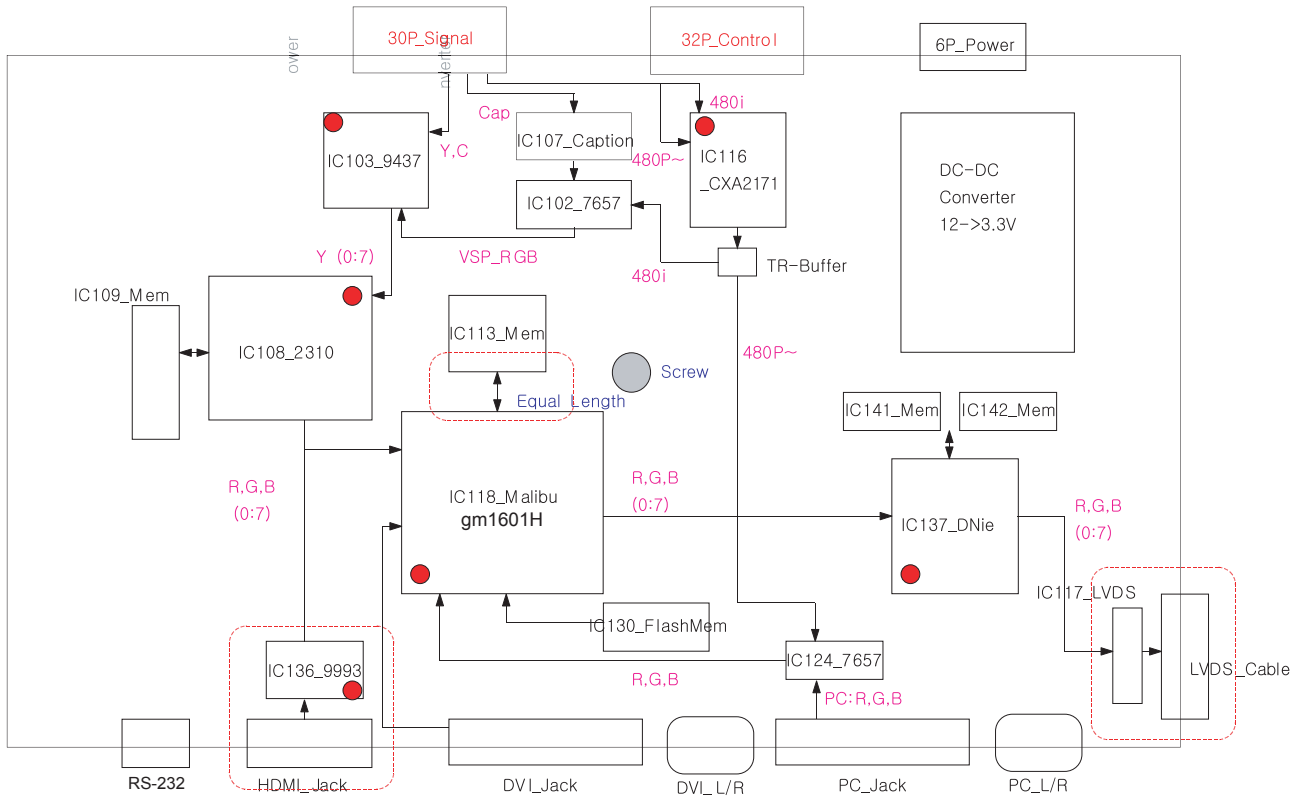 30P_Signal
32P_Control
6P_Power
ower
nverter
Cap
480i
IC107_Caption
IC103_9437
Y,C
480P~
IC116
_CXA2171
DC-DC
Converter
12->3.3V
IC102_7657
Y (0:7)
VSP_RGB
480i
TR-Buffer
IC109_Mem
IC108_2310
IC113_Mem
480P~
Screw
Equal Length
IC141_Mem
IC142_Mem
R,G,B
(0:7)
IC118_Malibu
gm1601H
R,G,B
(0:7)
IC137_DNie
R,G,B
(0:7)
IC117_LVDS
IC130_FlashMem
IC136_9993
IC124_7657
LVDS_Cable
R,G,B
PC:R,G,B
RS-232
HDMI_Jack
DVI_Jack
DVI_L/R
PC_Jack
PC_L/R